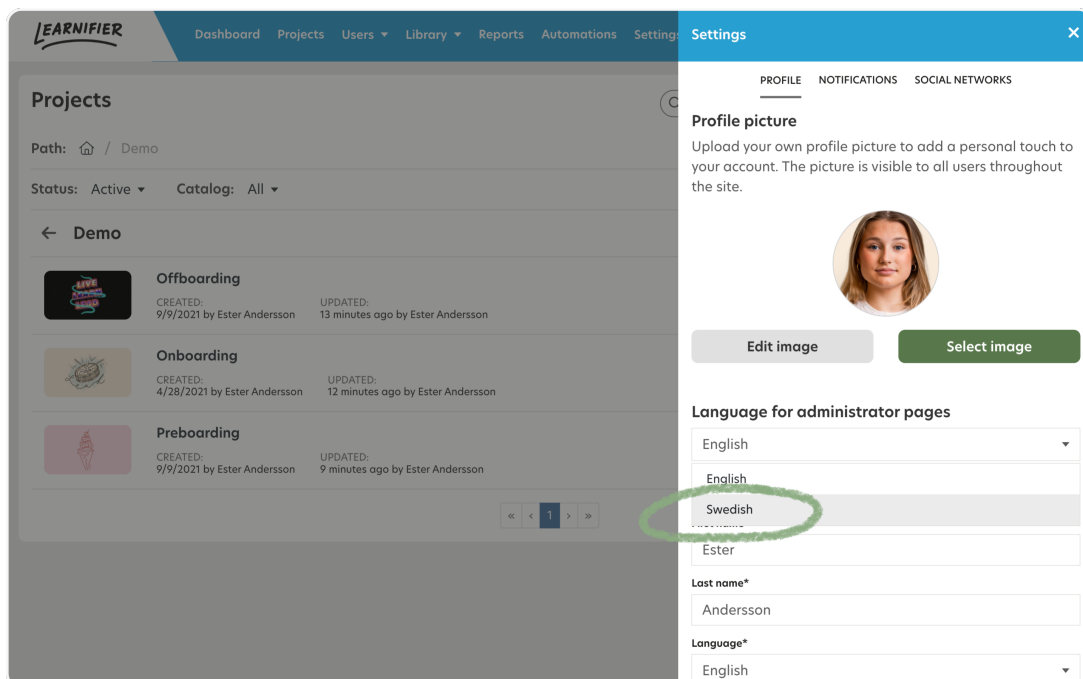 LEARNIFIER
Dashboard Projects Users Library Reports Automations Settings
Projects
Path: / Demo
Status: Active Catalog: All
Demo
LIVE
Offboarding
CREATED: UPDATED:
9/9/2021 by Ester Andersson 13 minutes ago by Ester Andersson
Onboarding
CREATED: UPDATED:
4/28/2021 by Ester Andersson 12 minutes ago by Ester Andersson
Preboarding
CREATED: UPDATED:
9/9/2021 by Ester Andersson 9 minutes ago by Ester Andersson
« ‹ 1 › »
Settings ×
PROFILE NOTIFICATIONS SOCIAL NETWORKS
Profile picture
Upload your own profile picture to add a personal touch to
your account. The picture is visible to all users throughout
the site.
Edit image Select image
Language for administrator pages
English
English
Swedish
Ester
Last name*
Andersson
Language*
English